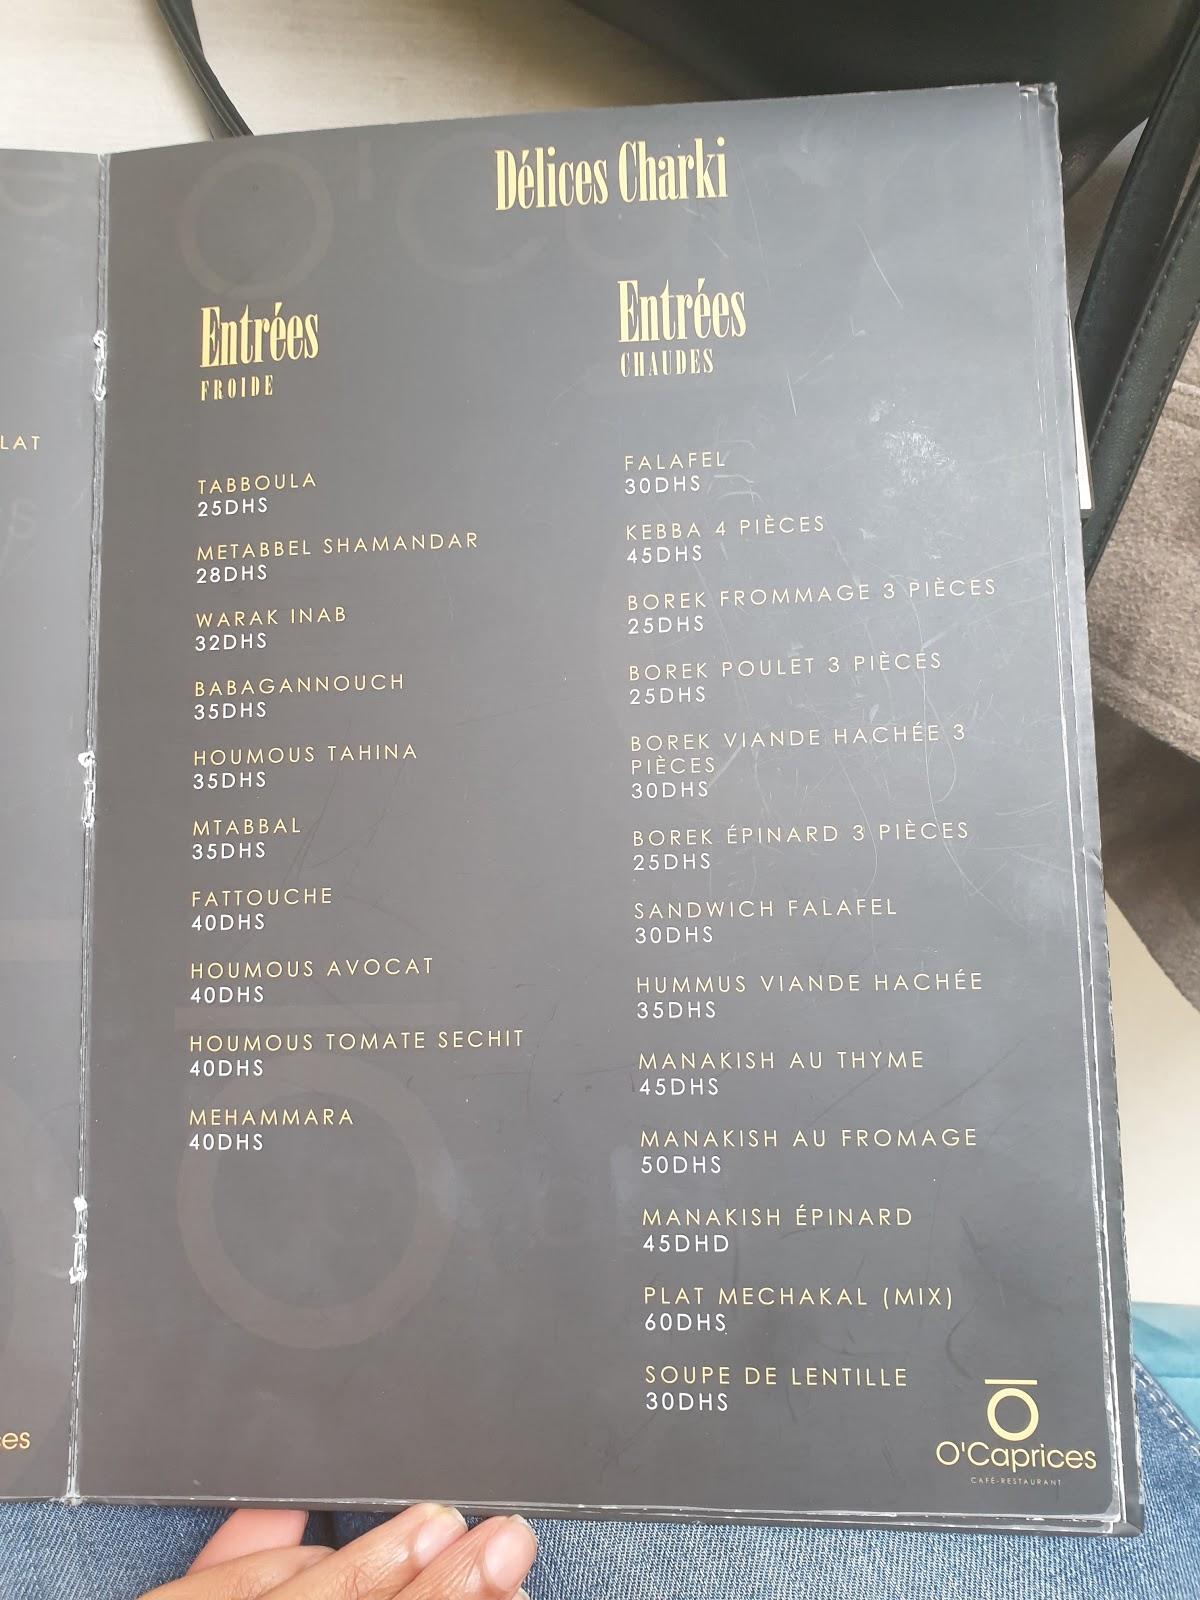 LAT
ces
Délices Charki
Entrées
FROIDE
TABBOULA
25DHS
METABBEL SHAMANDAR
28DHS
WARAK INAB
32DHS
BABAGANNOUCH
35DHS
HOUMOUS TAHINA
35DHS
MTABBAL
35DHS
FATTOUCHE
40DHS
HOUMOUS AVOCAT
40DHS
HOUMOUS TOMATE SECHIT
40DHS
MEHAMMARA
40DHS
Entrées
CHAUDES
FALAFEL
30DHS
KEBBA 4 PIÈCES
45DHS
BOREK FROMMAGE 3 PIÈCES
25DHS
BOREK POULET 3 PIÈCES
25DHS
BOREK VIANDE HACHÉE 3
PIÈCES
30DHS
BOREK ÉPINARD 3 PIÈCES
25DHS
SANDWICH FALAFEL
30DHS
HUMMUS VIANDE HACHÉE
35DHS
MANAKISH AU THYME
45DHS
MANAKISH AU FROMAGE
50DHS
MANAKISH ÉPINARD
45DHD
PLAT MECHAKAL (MIX)
60DHS
SOUPE DE LENTILLE
30DHS
O'Caprices
CAFÉ-RESTAURANT